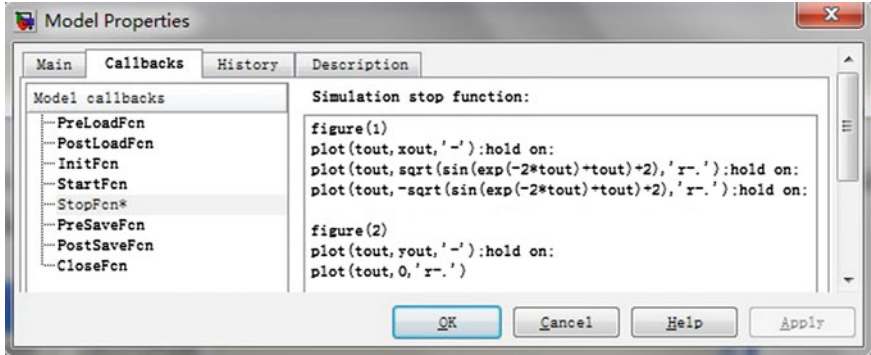 Model Properties
Main Callbacks History Description
Model callbacks
PreLoadFcn
PostLoadFcn
InitFcn
StartFcn
StopFcn*
PreSaveFcn
PostSaveFcn
CloseFcn
Simulation stop function:
figure(1)
plot(tout,xout,'-');hold on;
plot(tout,sqrt(sin(exp(-2*tout)+tout)+2),'r-.');hold on;
plot(tout,-sqrt(sin(exp(-2*tout)+tout)+2),'r-.');hold on;
figure(2)
plot(tout,yout,'-');hold on;
plot(tout,0,'r-.')
OK Cancel Help Apply